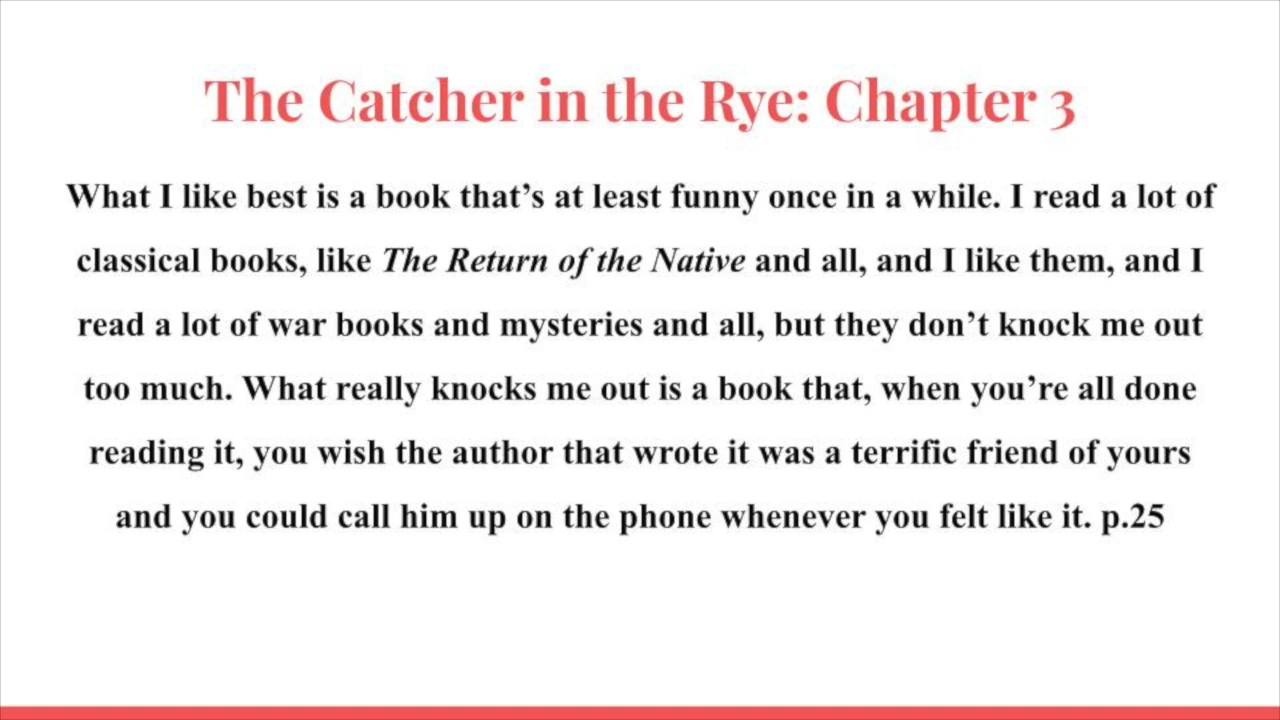 The Catcher in the Rye: Chapter 3
What I like best is a book that’s at least funny once in a while. I read a lot of
classical books, like The Return of the Native and all, and I like them, and I
read a lot of war books and mysteries and all, but they don’t knock me out
too much. What really knocks me out is a book that, when you’re all done
reading it, you wish the author that wrote it was a terrific friend of yours
and you could call him up on the phone whenever you felt like it. p.25